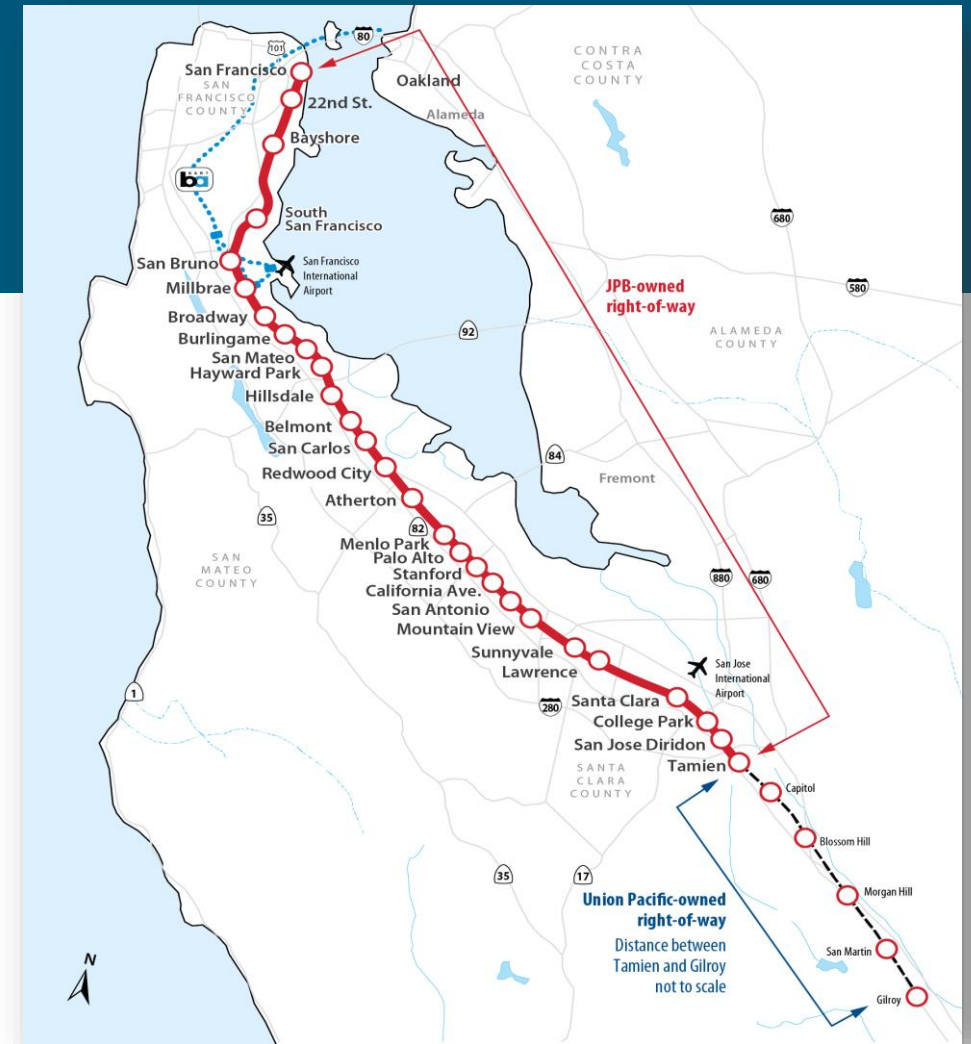 80
101
CONTRA
COSTA
COUNTY
San Francisco
SAN
FRANCISCO
COUNTY
Oakland
22nd St.
Alameda
Bayshore
BART
ba
680
South
San Francisco
San Bruno
San Francisco
International
Airport
Millbrae
JPB-owned
right-of-way
580
Broadway
92
ALAMEDA
COUNTY
Burlingame
San Mateo
Hayward Park
Hillsdale
Belmont
San Carlos
84
Redwood City
Fremont
Atherton
35
82
SAN
MATEO
COUNTY
Menlo Park
Palo Alto
Stanford
880
680
California Ave.
San Antonio
Mountain View
Sunnyvale
Lawrence
San Jose
International
Airport
1
280
Santa Clara
College Park
San Jose Diridon
Tamien
SANTA
CLARA
COUNTY
Capitol
Blossom Hill
35
17
Morgan Hill
Union Pacific-owned
right-of-way
Distance between
Tamien and Gilroy
not to scale
San Martin
N
Gilroy